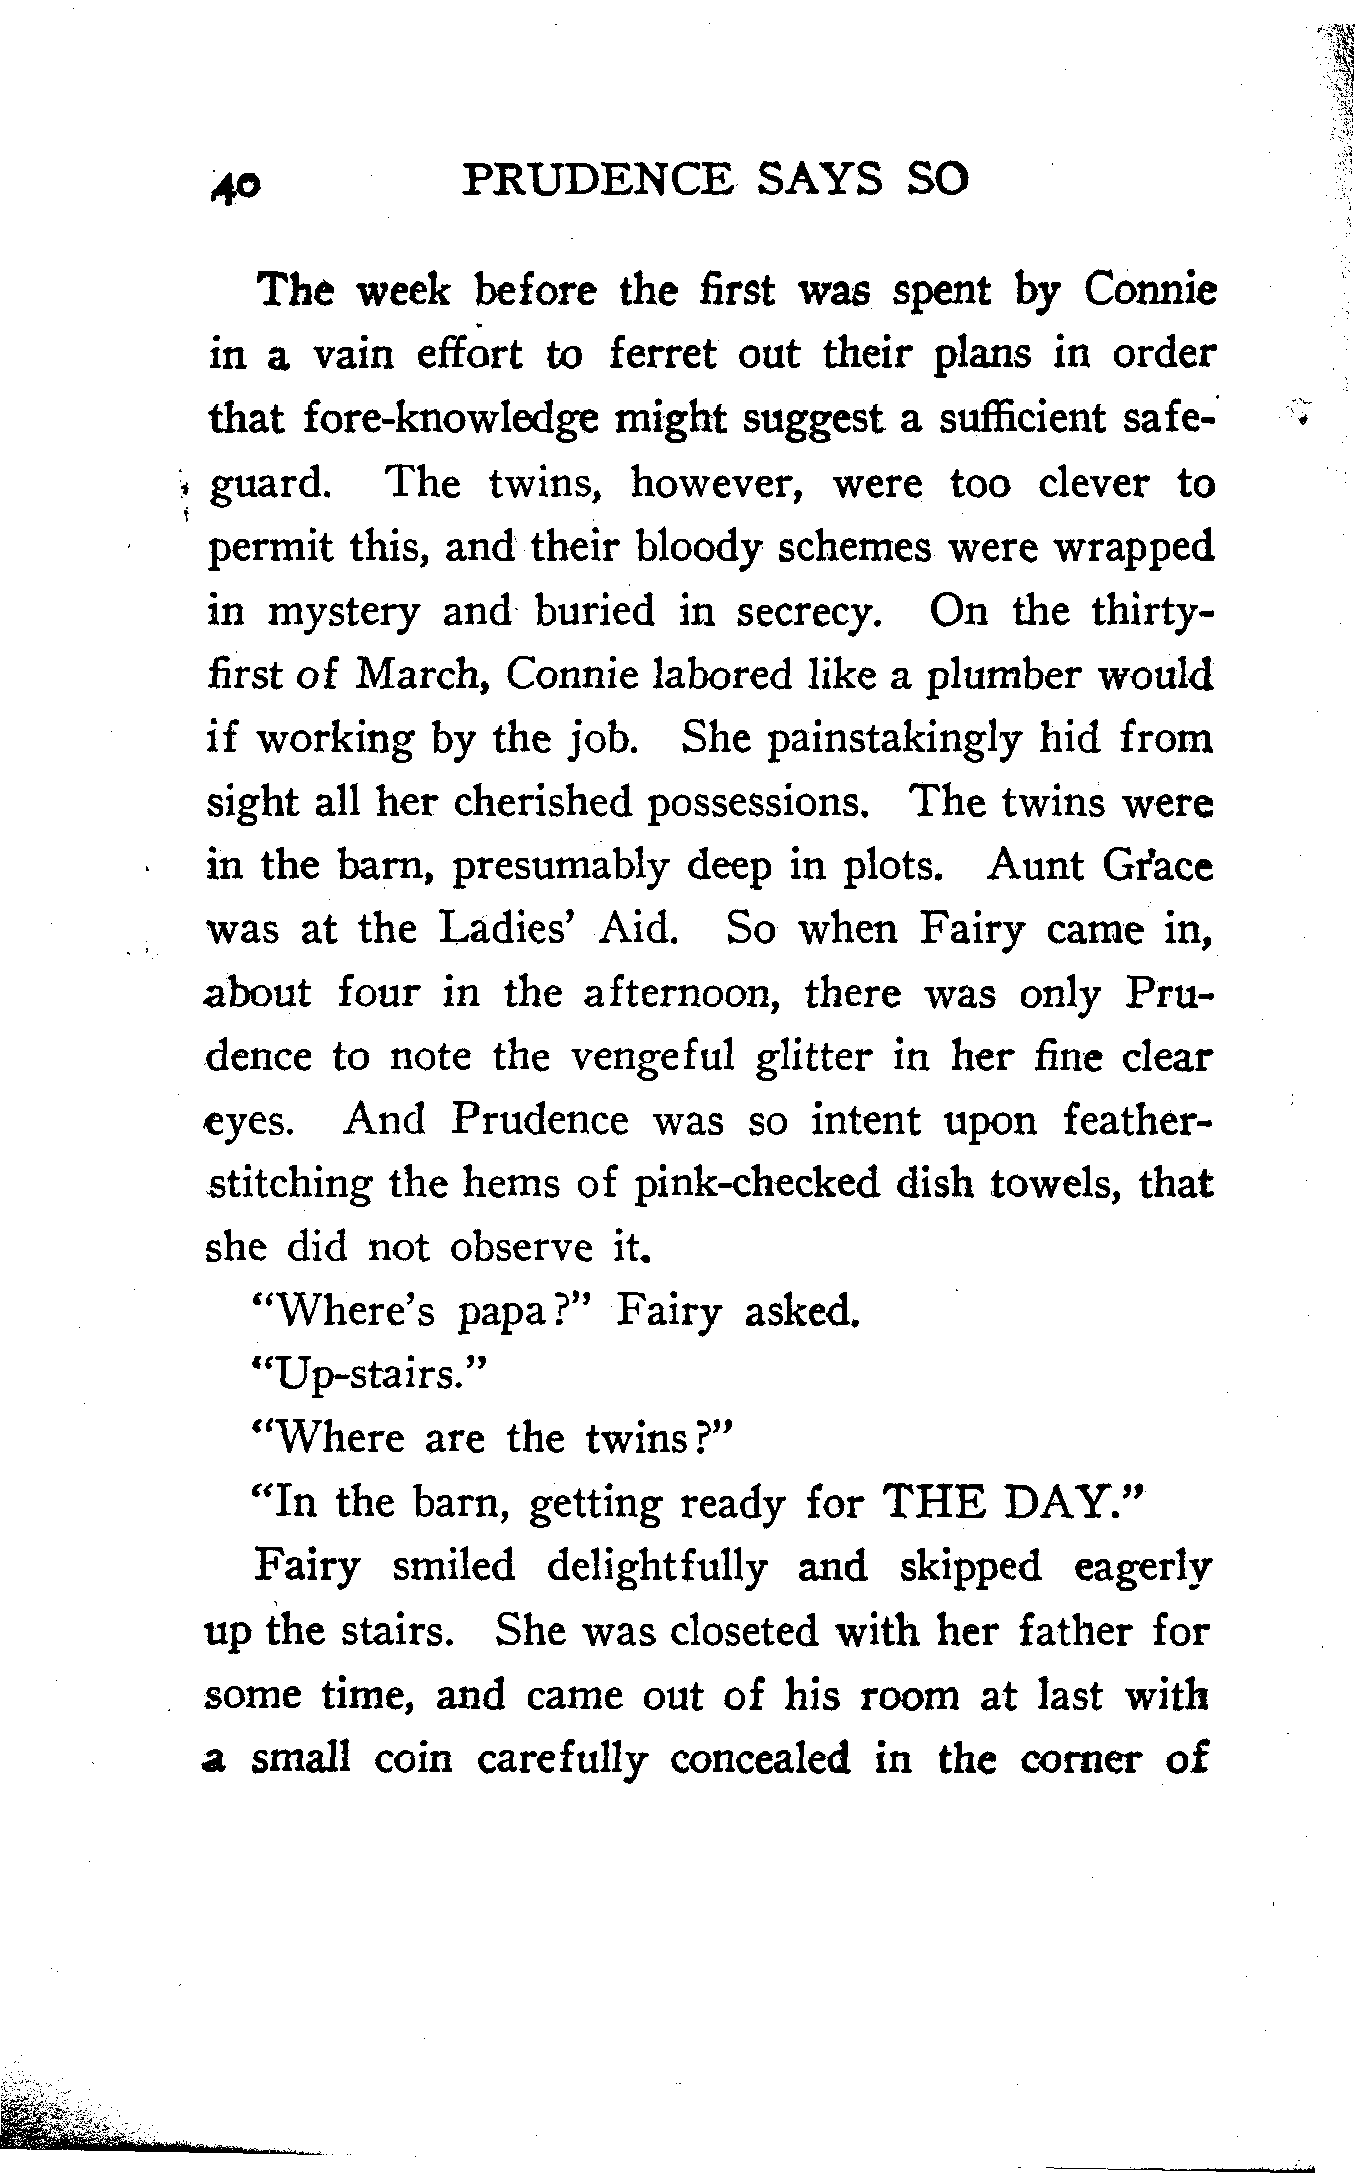 40 PRUDENCE SAYS SO
The week before the first was spent by Connie
in a vain effort to ferret out their plans in order
that fore-knowledge might suggest a sufficient safe-
guard. The twins, however, were too clever to
permit this, and their bloody schemes were wrapped
in mystery and buried in secrecy. On the thirty-
first of March, Connie labored like a plumber would
if working by the job. She painstakingly hid from
sight all her cherished possessions. The twins were
in the barn, presumably deep in plots. Aunt Grace
was at the Ladies' Aid. So when Fairy came in,
about four in the afternoon, there was only Pru-
dence to note the vengeful glitter in her fine clear
eyes. And Prudence was so intent upon feather-
stitching the hems of pink-checked dish towels, that
she did not observe it.
"Where's papa?" Fairy asked.
"Up-stairs."
"Where are the twins?"
"In the barn, getting ready for THE DAY."
Fairy smiled delightfully and skipped eagerly
up the stairs. She was closeted with her father for
some time, and came out of his room at last with
a small coin carefully concealed in the corner of